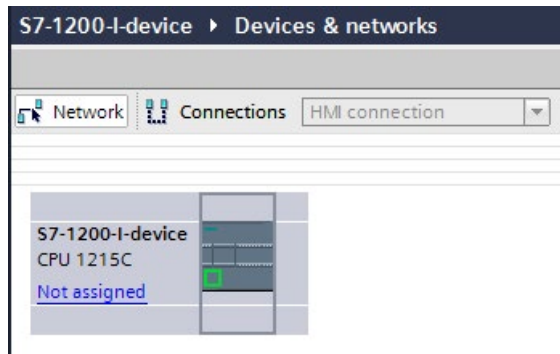 S7-1200-I-device ▸ Devices & networks
Network Connections HMI connection
S7-1200-I-device
CPU 1215C
Not assigned